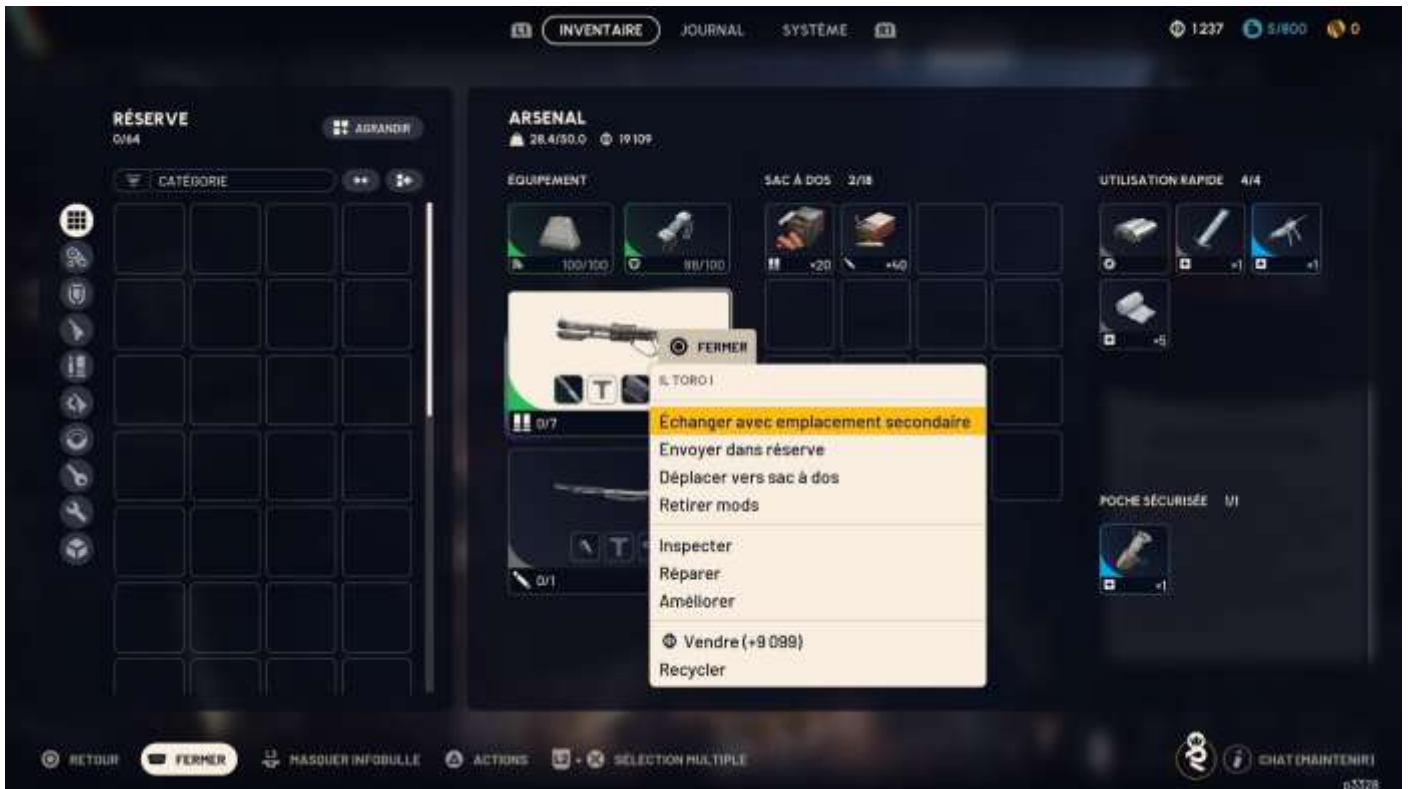 INVENTAIRE JOURNAL SYSTÈME
1 237 5/800 0
RÉSERVE
0/64
AGRANDIR
CATÉGORIE
ARSENAL
28.4/50.0 19 109
ÉQUIPEMENT
100/100
88/100
0/7
0/1
SAC À DOS 2/18
×20
×40
UTILISATION RAPIDE 4/4
×1
×1
×5
POCHE SÉCURISÉE 1/1
×1
FERMER
IL TORO I
Échanger avec emplacement secondaire
Envoyer dans réserve
Déplacer vers sac à dos
Retirer mods
Inspecter
Réparer
Améliorer
Vendre (+9 099)
Recycler
RETOUR FERMER MASQUER INFOBULLE ACTIONS + SÉLECTION MULTIPLE
CHAT (MAINTENIR)
p3328